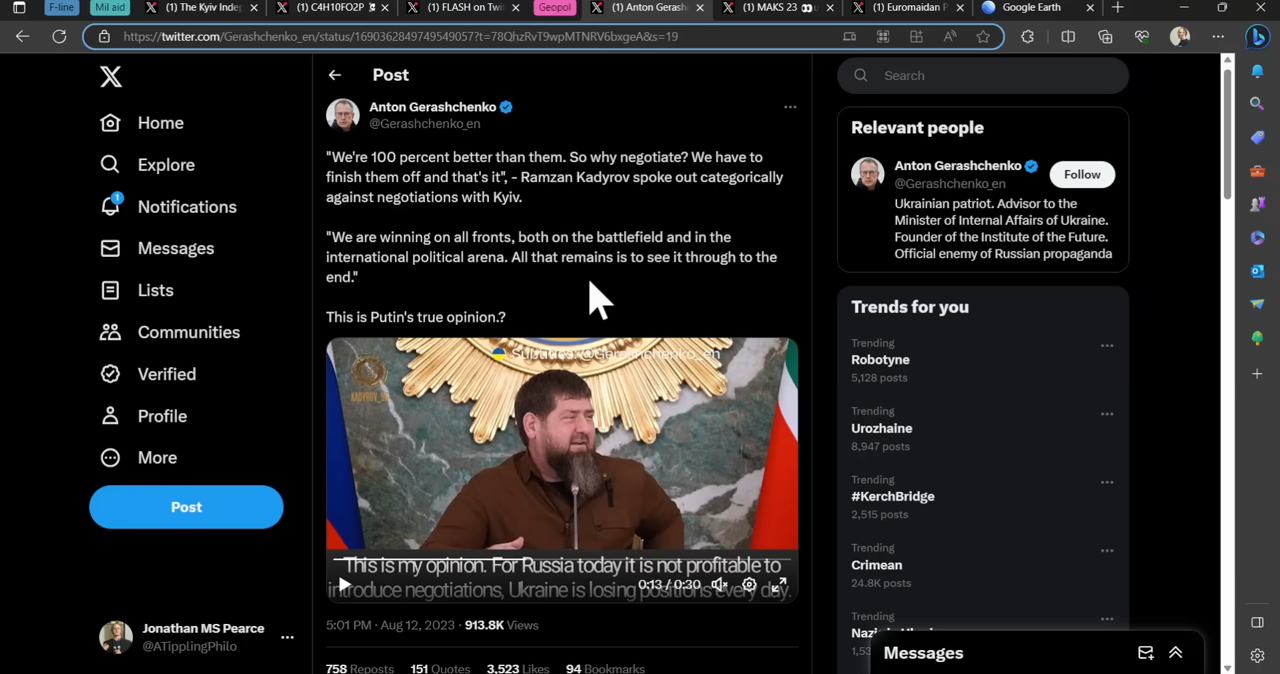 F-line
Mil aid
(1) The Kyiv Inde
(1) C4H10FO2P
(1) FLASH on Twi
Geopol
(1) Anton Gerash
(1) MAKS 23
(1) Euromaidan P
Google Earth
https://twitter.com/Gerashchenko_en/status/1690362849749549057?t=78QhzRvT9wpMTNRV6bxgeA&s=19
Home
Explore
1
Notifications
Messages
Lists
Communities
Verified
Profile
More
Post
Jonathan MS Pearce
@ATipplingPhilo
Post
Anton Gerashchenko
@Gerashchenko_en
"We're 100 percent better than them. So why negotiate? We have to
finish them off and that's it", - Ramzan Kadyrov spoke out categorically
against negotiations with Kyiv.
"We are winning on all fronts, both on the battlefield and in the
international political arena. All that remains is to see it through to the
end."
This is Putin's true opinion.?
Subtitles: @Gerashchenko_en
KADYROV_95
This is my opinion. For Russia today it is not profitable to
introduce negotiations, Ukraine is losing positions every day.
0:13 / 0:30
5:01 PM · Aug 12, 2023 · 913.8K Views
758 Reposts 151 Quotes 3,523 Likes 94 Bookmarks
Search
Relevant people
Anton Gerashchenko
@Gerashchenko_en
Follow
Ukrainian patriot. Advisor to the
Minister of Internal Affairs of Ukraine.
Founder of the Institute of the Future.
Official enemy of Russian propaganda
Trends for you
Trending
Robotyne
5,128 posts
Trending
Urozhaine
8,947 posts
Trending
#KerchBridge
2,515 posts
Trending
Crimean
24.8K posts
Trending
Messages